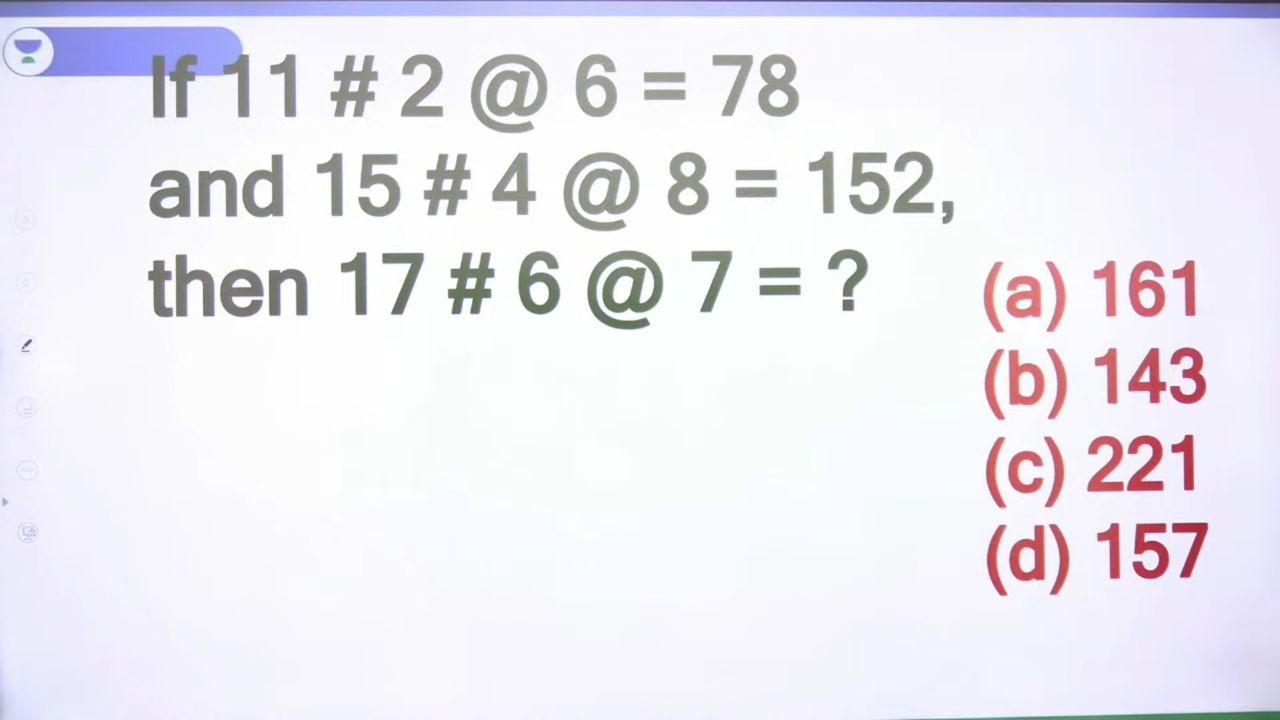 If 11 # 2 @ 6 = 78
and 15 # 4 @ 8 = 152,
then 17 # 6 @ 7 = ?
(a) 161
(b) 143
(c) 221
(d) 157